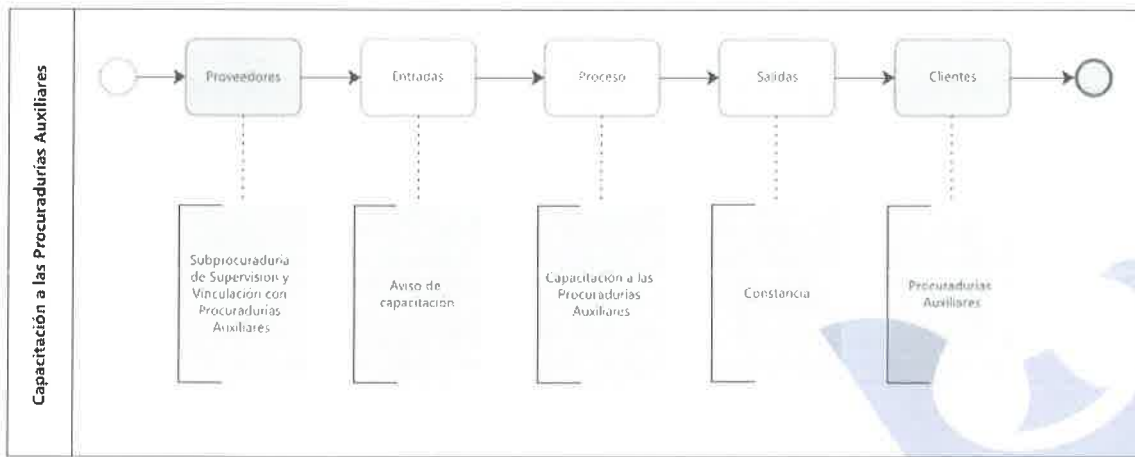 Capacitación a las Procuradurías Auxiliares
Proveedores
Entradas
Proceso
Salidas
Clientes
Subprocuraduría
de Supervisión y
Vinculación con
Procuradurías
Auxiliares
Aviso de
capacitación
Capacitación a las
Procuradurías
Auxiliares
Constancia
Procuradurías
Auxiliares